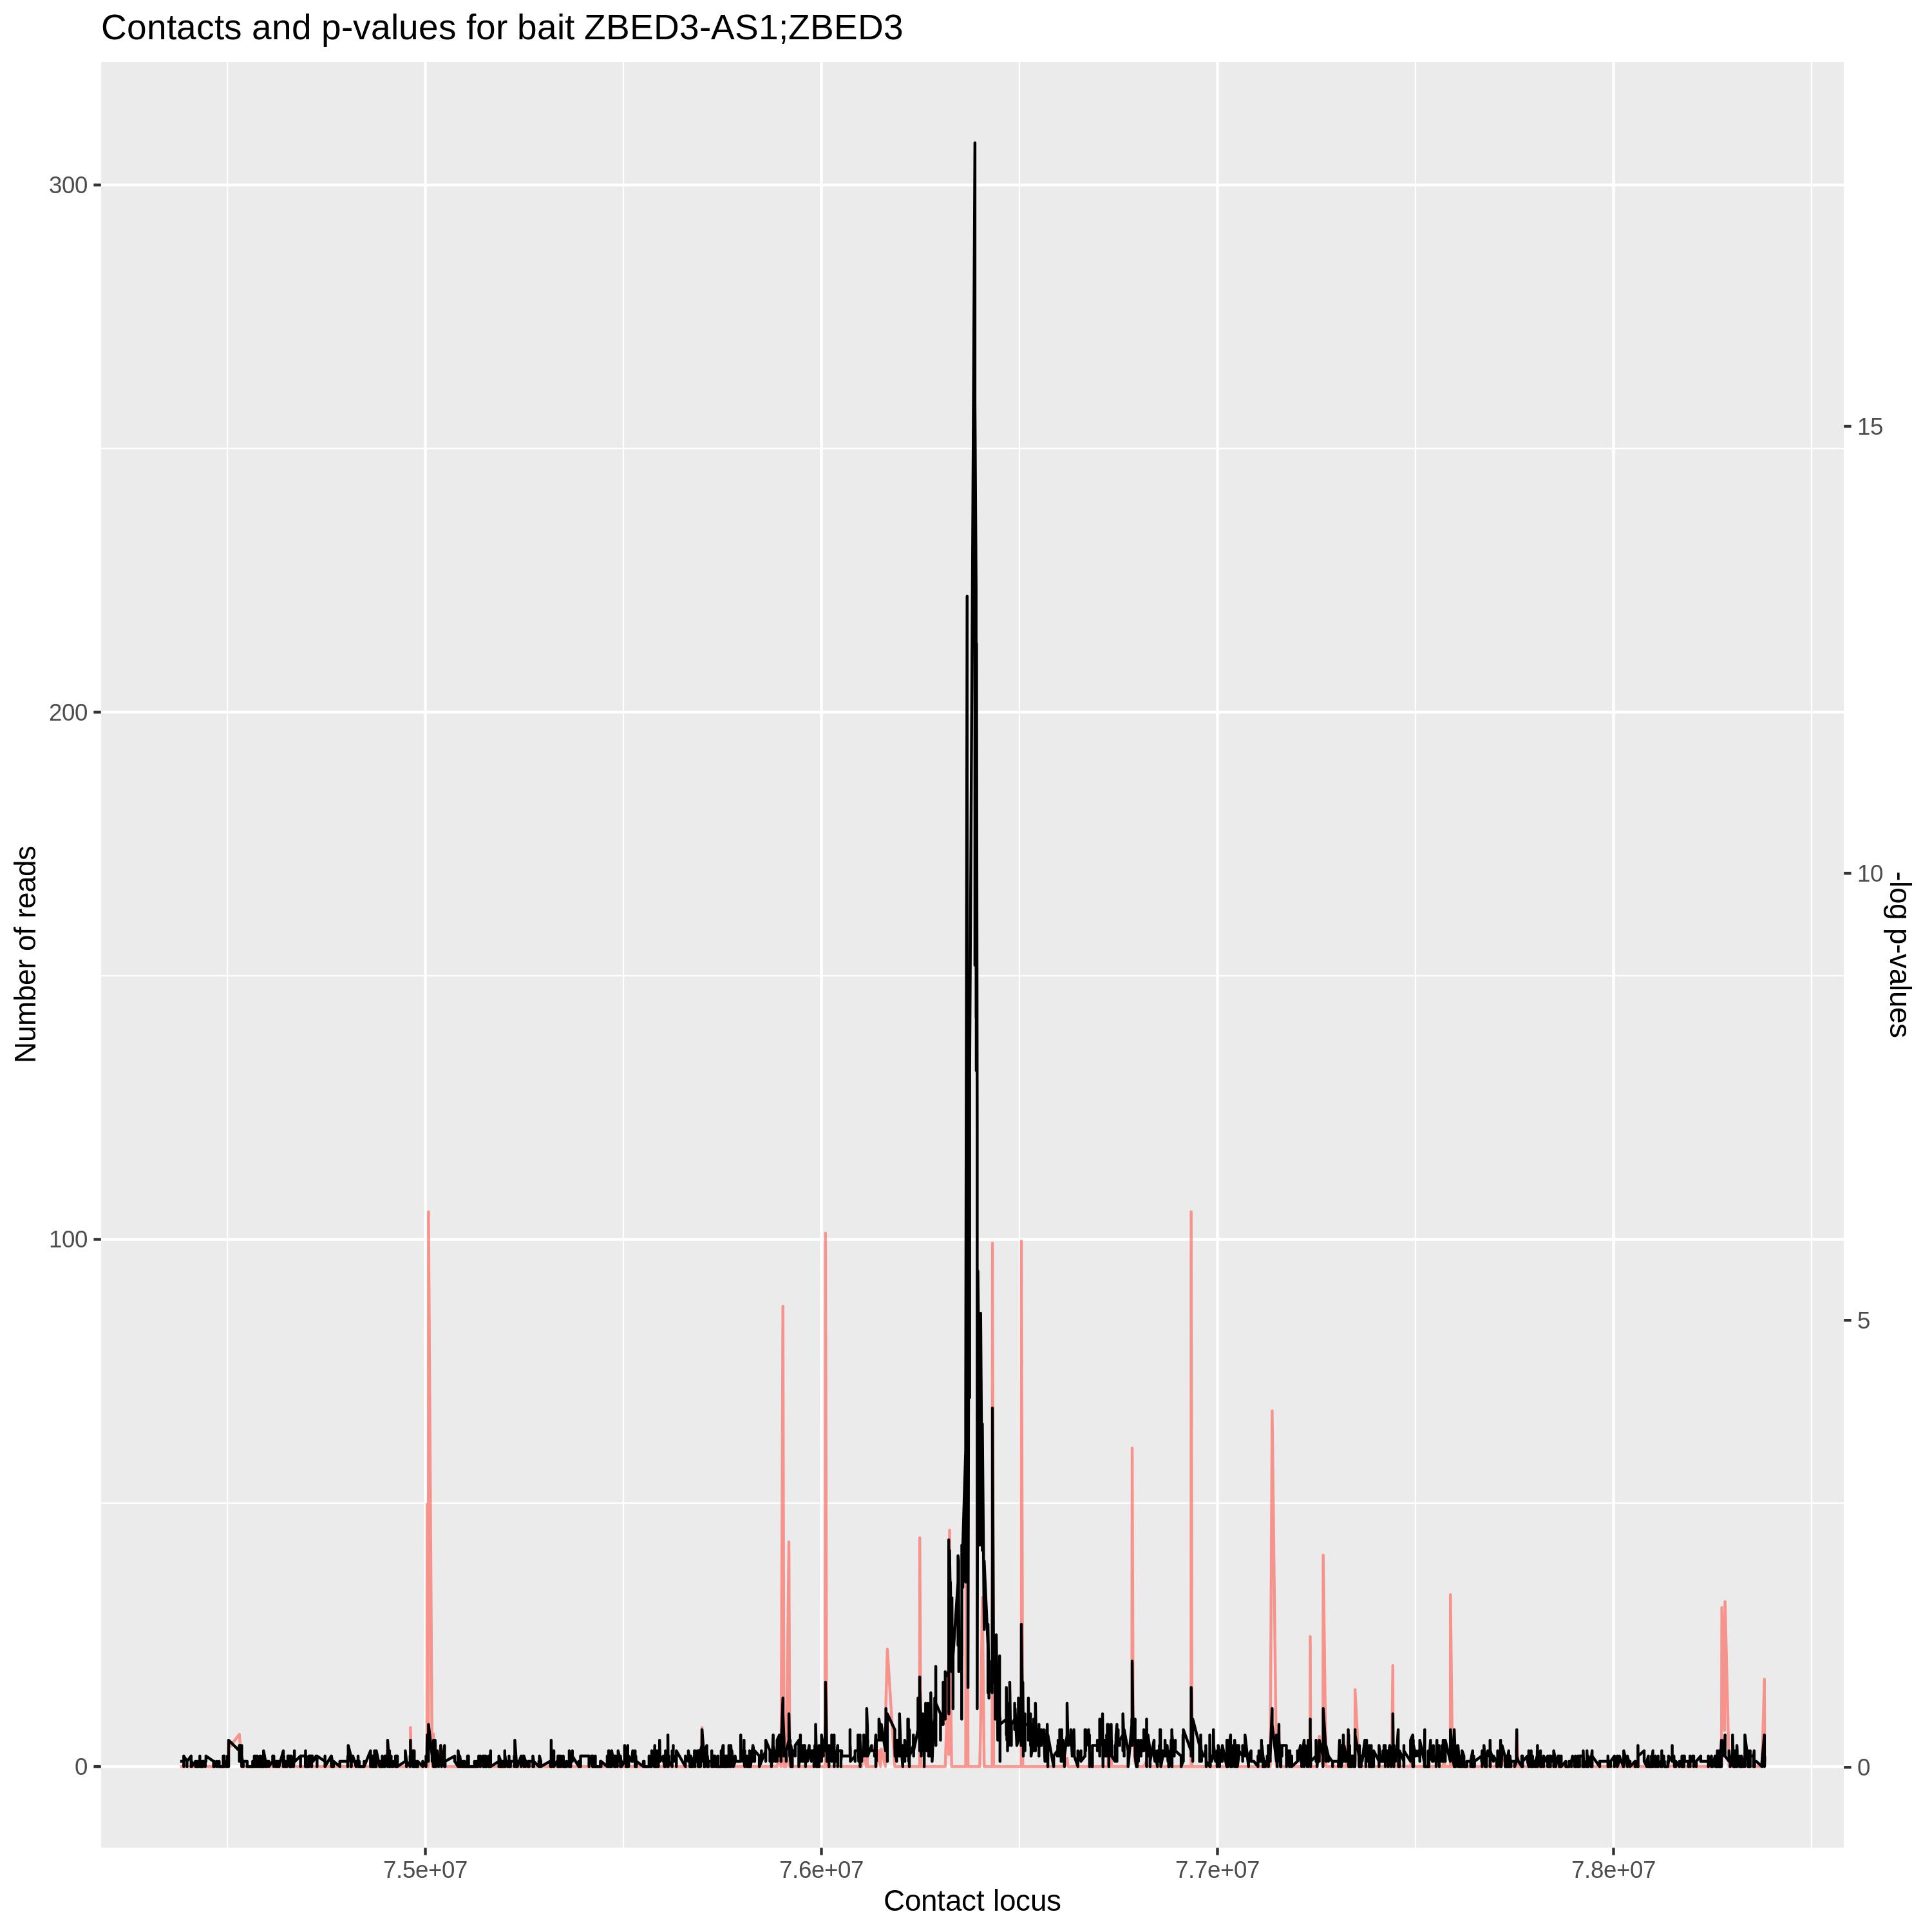 Contacts and p-values for bait ZBED3-AS1;ZBED3
300
200
100
0
Number of reads
15
10
5
0
-log p-values
7.5e+07
7.6e+07
7.7e+07
7.8e+07
Contact locus